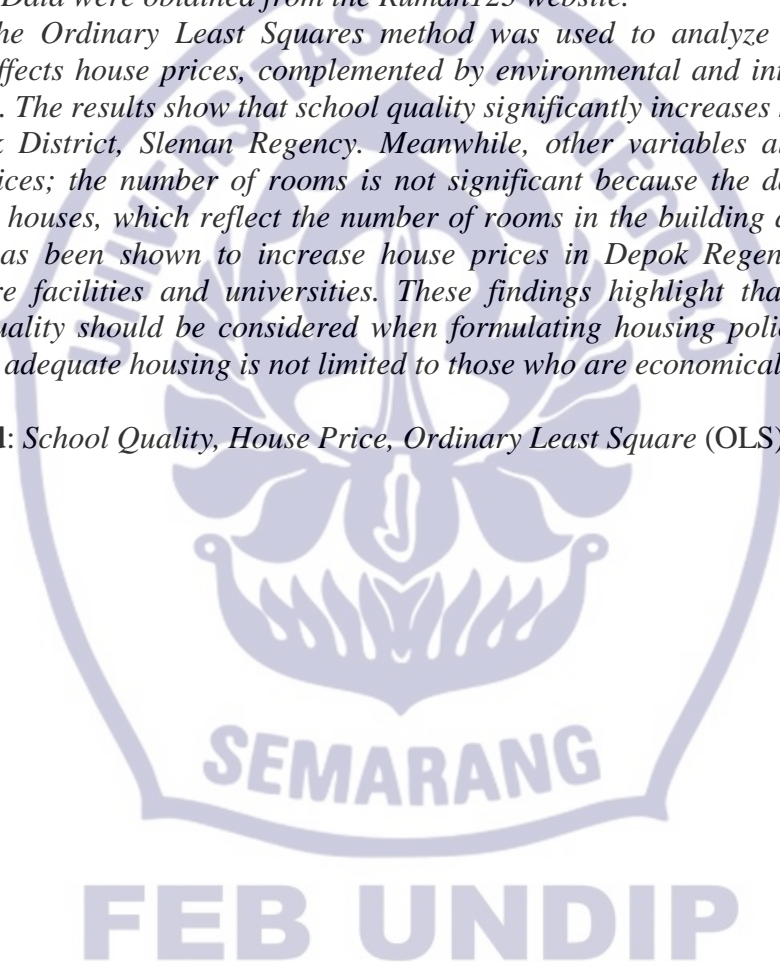 Data were obtained from the Rumah123 website.
he Ordinary Least Squares method was used to analyze
ffects house prices, complemented by environmental and in
. The results show that school quality significantly increases
District, Sleman Regency. Meanwhile, other variables a
ices; the number of rooms is not significant because the d
houses, which reflect the number of rooms in the building
as been shown to increase house prices in Depok Regen
re facilities and universities. These findings highlight tha
uality should be considered when formulating housing poli
adequate housing is not limited to those who are economical
: School Quality, House Price, Ordinary Least Square (OLS)
UNIVERSITAS DIPONEGORO
SEMARANG
FEB UNDIP